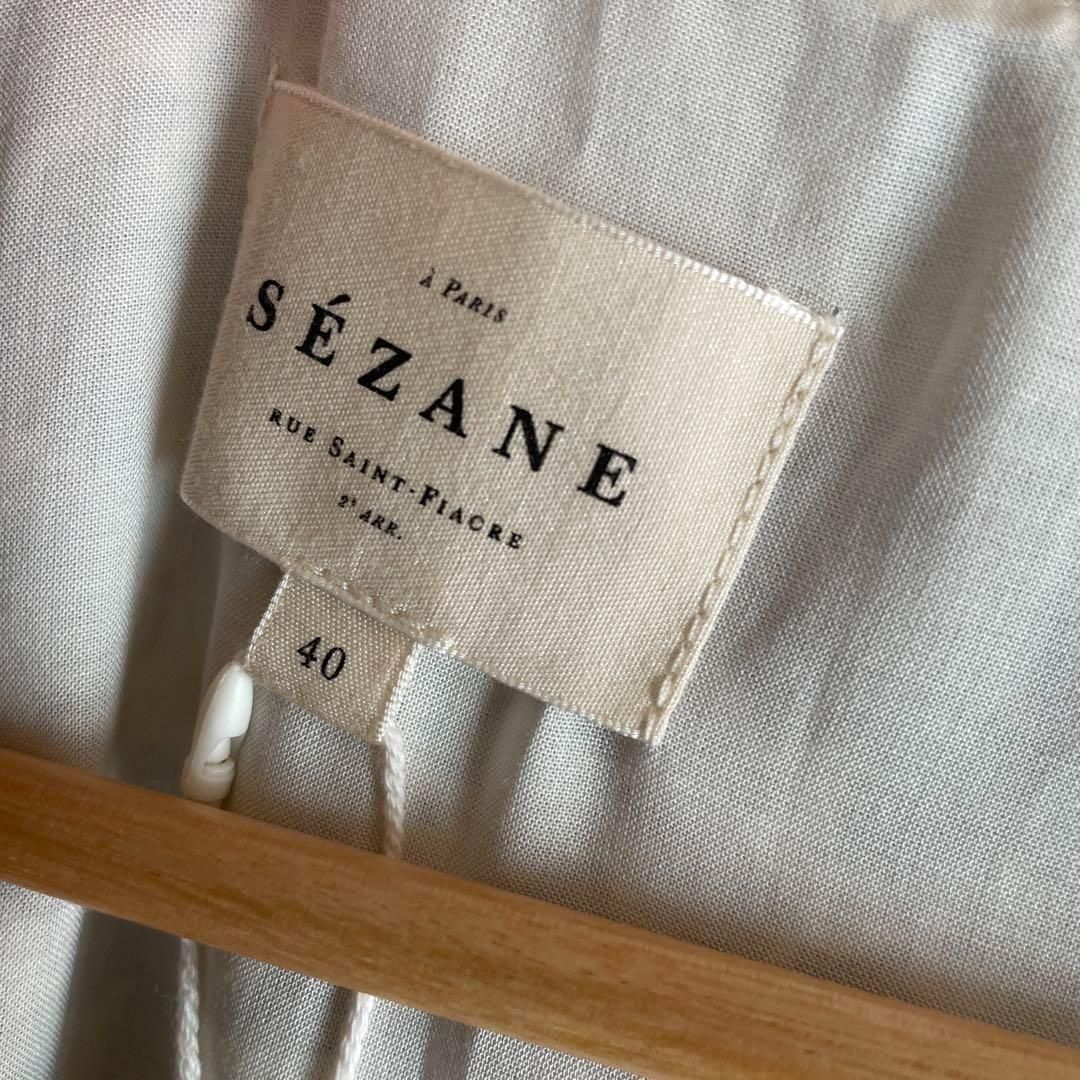 à Paris
SÉZANE
RUE SAINT-FIACRE
2ᵉ ARR.
40